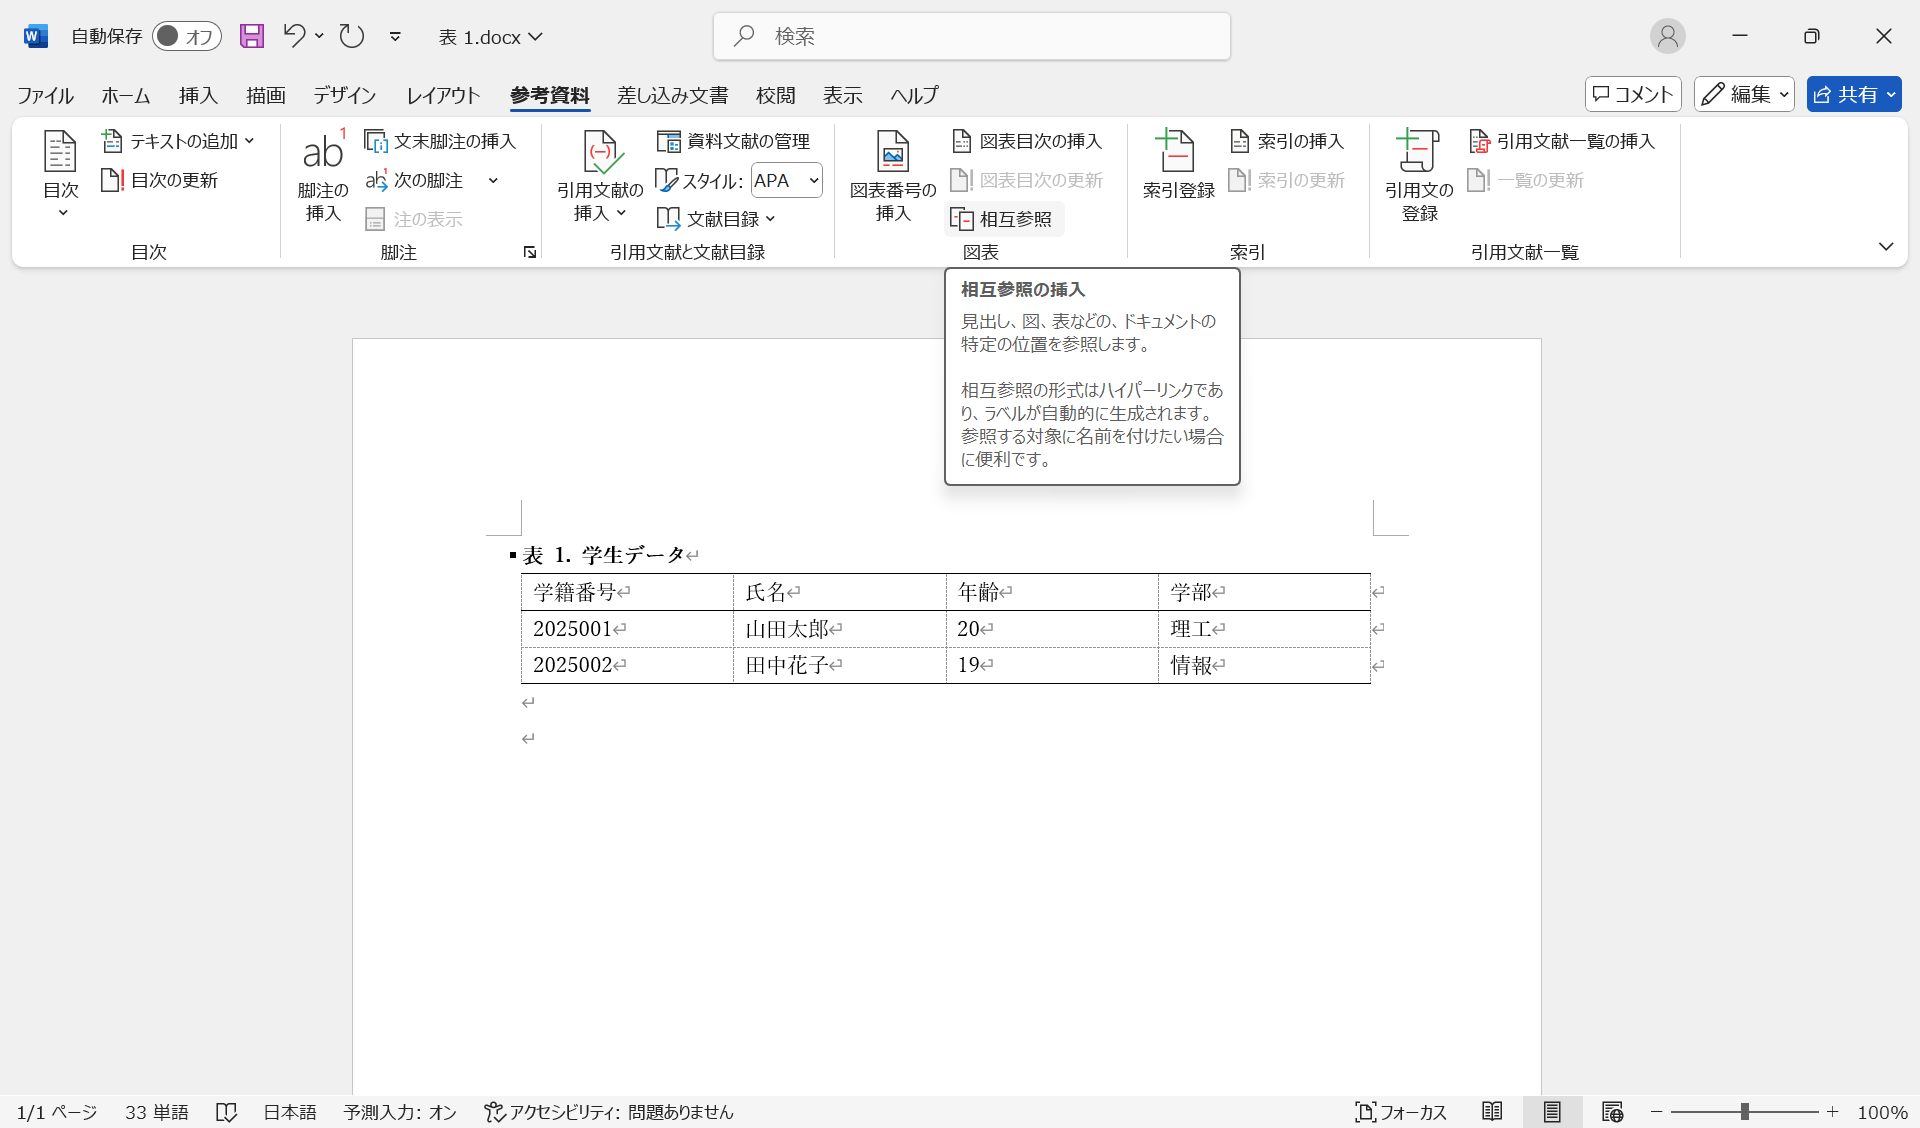 自動保存 オフ 表 1.docx 検索
ファイル ホーム 挿入 描画 デザイン レイアウト 参考資料 差し込み文書 校閲 表示 ヘルプ コメント 編集 共有
目次
テキストの追加
目次の更新
目次
ab1
脚注の
挿入
文末脚注の挿入
次の脚注
注の表示
脚注
引用文献の
挿入
資料文献の管理
スタイル: APA
文献目録
引用文献と文献目録
図表番号の
挿入
図表目次の挿入
図表目次の更新
相互参照
図表
索引登録
索引の挿入
索引の更新
索引
引用文の
登録
引用文献一覧の挿入
一覧の更新
引用文献一覧
相互参照の挿入
見出し、図、表などの、ドキュメントの
特定の位置を参照します。
相互参照の形式はハイパーリンクであ
り、ラベルが自動的に生成されます。
参照する対象に名前を付けたい場合
に便利です。
表 1. 学生データ
学籍番号 氏名 年齢 学部
2025001 山田太郎 20 理工
2025002 田中花子 19 情報
1/1 ページ 33 単語 日本語 予測入力: オン アクセシビリティ: 問題ありません フォーカス 100%